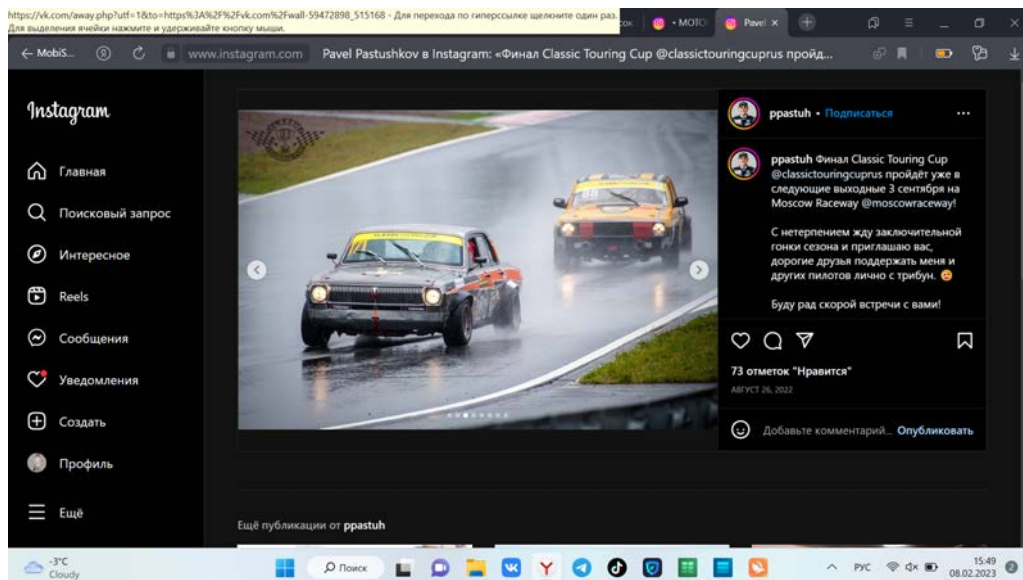 https://vk.com/away.php?utf=1&to=https%3A%2F%2Fvk.com%2Fwall-59472898_515168 - Для перехода по гиперссылке щелкните один раз.
Для выделения ячейки нажмите и удерживайте кнопку мыши.
• МОТО
Pavel
MobiS...
www.instagram.com
Pavel Pastushkov в Instagram: «Финал Classic Touring Cup @classictouringcuprus пройд...
Instagram
Главная
Поисковый запрос
Интересное
Reels
Сообщения
Уведомления
Создать
Профиль
Ещё
ppastuh • Подписаться
ppastuh Финал Classic Touring Cup
@classictouringcuprus пройдёт уже в
следующие выходные 3 сентября на
Moscow Raceway @moscowraceway!
С нетерпением жду заключительной
гонки сезона и приглашаю вас,
дорогие друзья поддержать меня и
других пилотов лично с трибун.
Буду рад скорой встречи с вами!
73 отметок "Нравится"
АВГУСТ 26, 2022
Добавьте комментарий... Опубликовать
Ещё публикации от ppastuh
-3°C
Cloudy
Поиск
РУС
15:49
08.02.2023
2